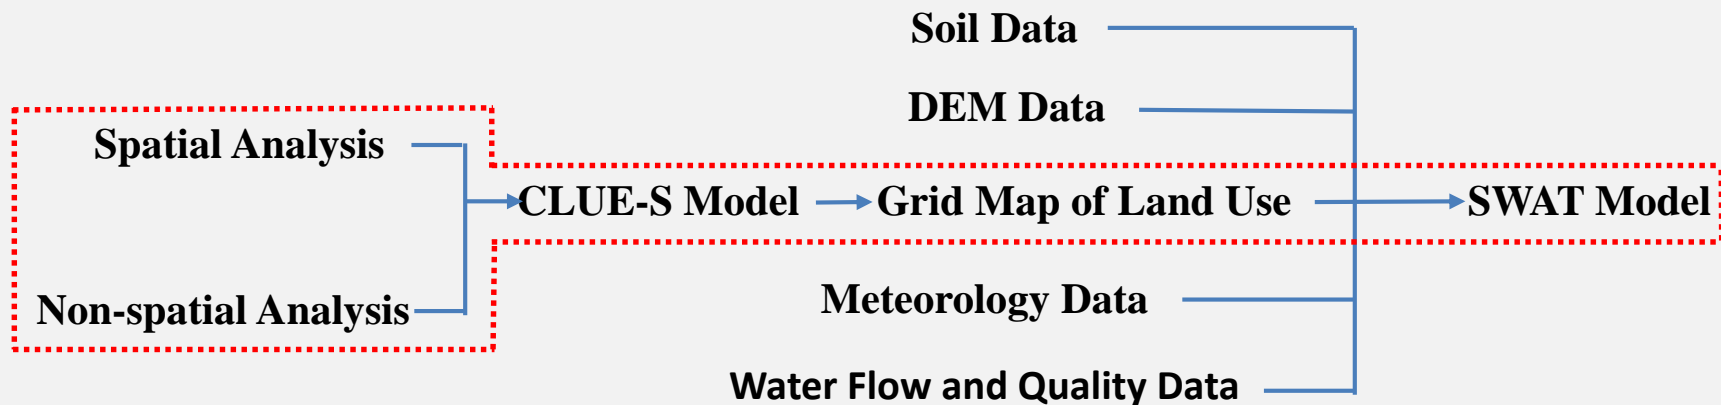 Soil Data
DEM Data
Spatial Analysis
CLUE-S Model
Grid Map of Land Use
SWAT Model
Non-spatial Analysis
Meteorology Data
Water Flow and Quality Data